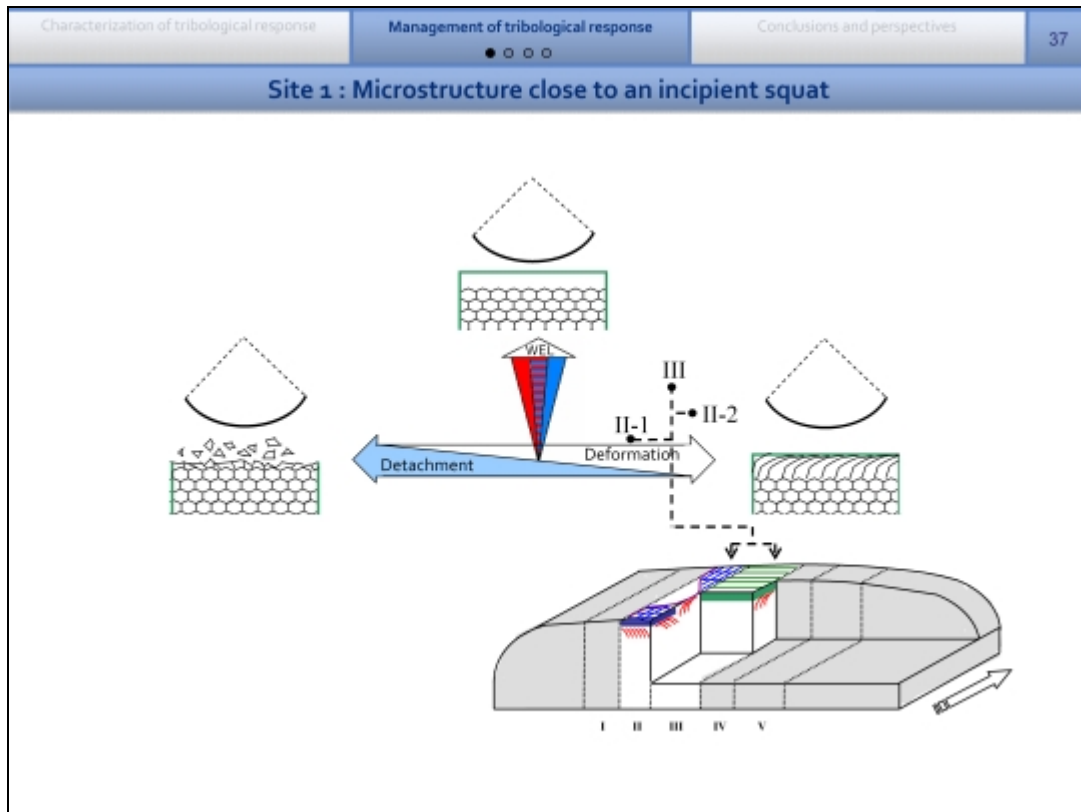 Characterization of tribological response
Management of tribological response
Conclusions and perspectives
37
Site 1 : Microstructure close to an incipient squat
WEL
III
II-1
II-2
Deformation
Detachment
I II III IV V